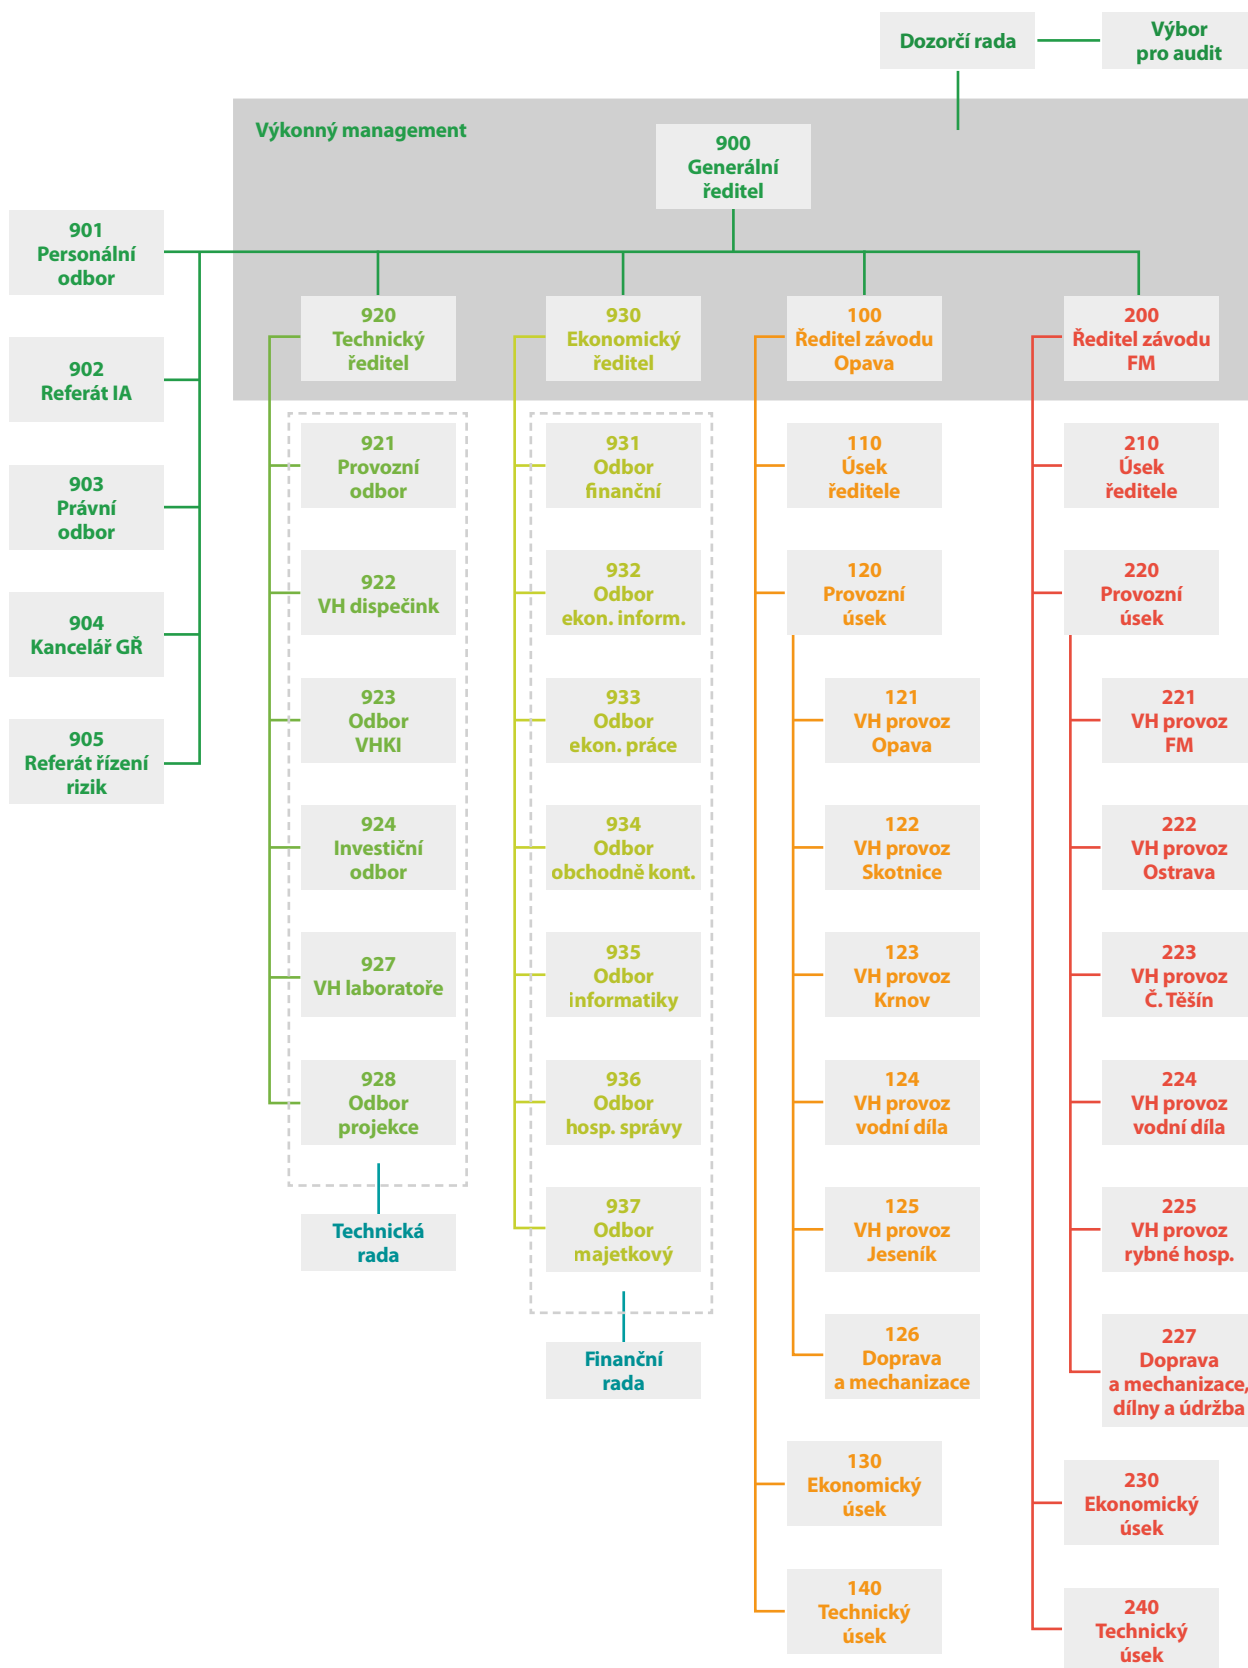 Dozorčí rada
Výbor
pro audit
Výkonný management
900
Generální
ředitel
901
Personální
odbor
902
Referát IA
903
Právní
odbor
904
Kancelář GŘ
905
Referát řízení
rizik
920
Technický
ředitel
921
Provozní
odbor
922
VH dispečink
923
Odbor
VHKI
924
Investiční
odbor
927
VH laboratoře
928
Odbor
projekce
Technická
rada
930
Ekonomický
ředitel
931
Odbor
finanční
932
Odbor
ekon. inform.
933
Odbor
ekon. práce
934
Odbor
obchodně kont.
935
Odbor
informatiky
936
Odbor
hosp. správy
937
Odbor
majetkový
Finanční
rada
100
Ředitel závodu
Opava
110
Úsek
ředitele
120
Provozní
úsek
121
VH provoz
Opava
122
VH provoz
Skotnice
123
VH provoz
Krnov
124
VH provoz
vodní díla
125
VH provoz
Jeseník
126
Doprava
a mechanizace
130
Ekonomický
úsek
140
Technický
úsek
200
Ředitel závodu
FM
210
Úsek
ředitele
220
Provozní
úsek
221
VH provoz
FM
222
VH provoz
Ostrava
223
VH provoz
Č. Těšín
224
VH provoz
vodní díla
225
VH provoz
rybné hosp.
227
Doprava
a mechanizace,
dílny a údržba
230
Ekonomický
úsek
240
Technický
úsek